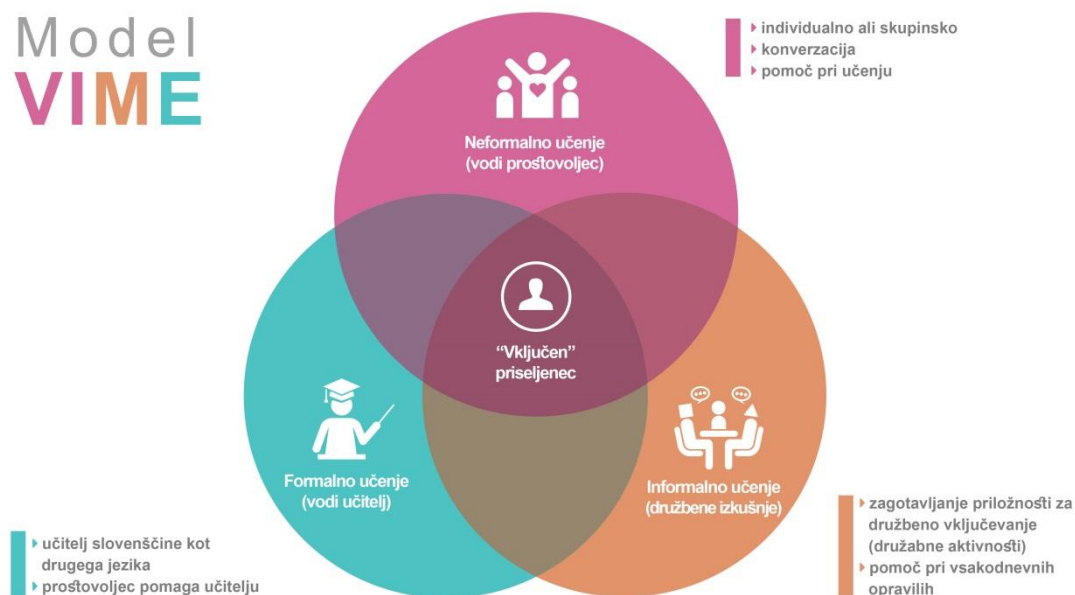 Model
VIME
individualno ali skupinsko
konverzacija
pomoč pri učenju
Neformalno učenje
(vodi prostovoljec)
“Vključen”
priseljenec
Formalno učenje
(vodi učitelj)
Informalno učenje
(družbene izkušnje)
učitelj slovenščine kot
drugega jezika
prostovoljec pomaga učitelju
zagotavljanje priložnosti za
družbeno vključevanje
(družabne aktivnosti)
pomoč pri vsakodnevnih
opravilih